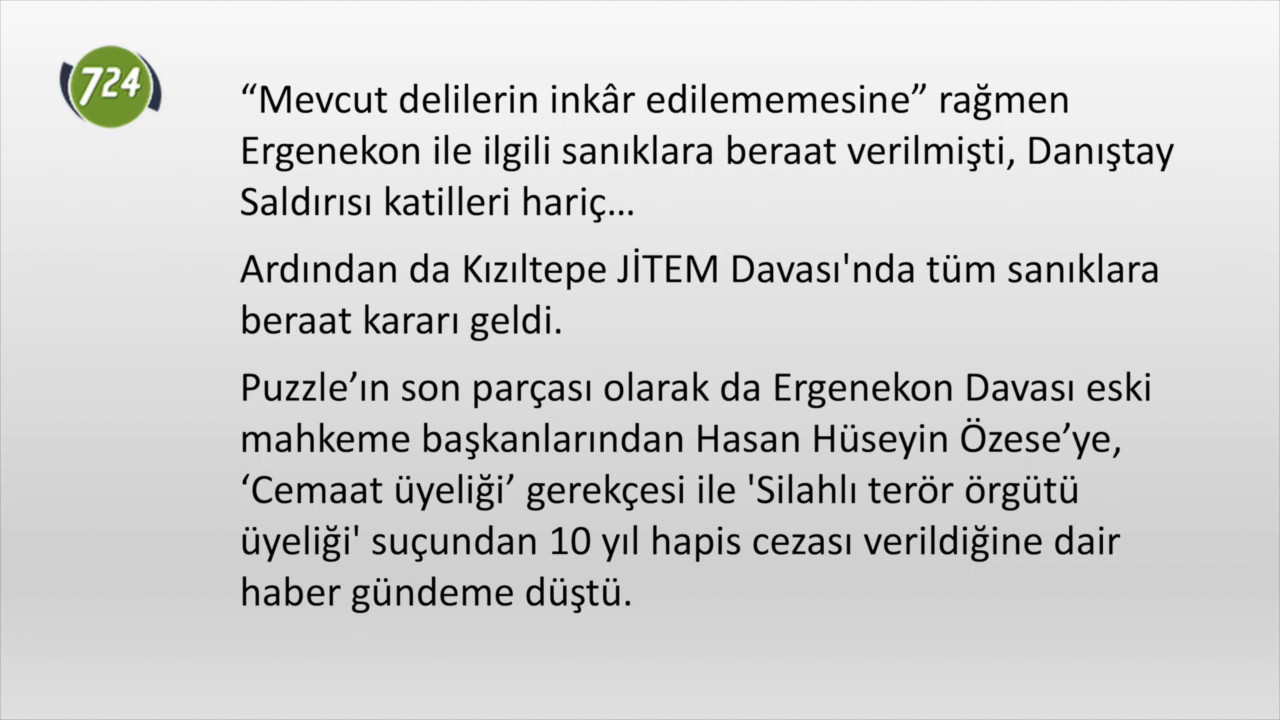 724
“Mevcut delilerin inkâr edilememesine” rağmen
Ergenekon ile ilgili sanıklara beraat verilmişti, Danıştay
Saldırısı katilleri hariç…
Ardından da Kızıltepe JİTEM Davası'nda tüm sanıklara
beraat kararı geldi.
Puzzle’ın son parçası olarak da Ergenekon Davası eski
mahkeme başkanlarından Hasan Hüseyin Özese’ye,
‘Cemaat üyeliği’ gerekçesi ile 'Silahlı terör örgütü
üyeliği' suçundan 10 yıl hapis cezası verildiğine dair
haber gündeme düştü.